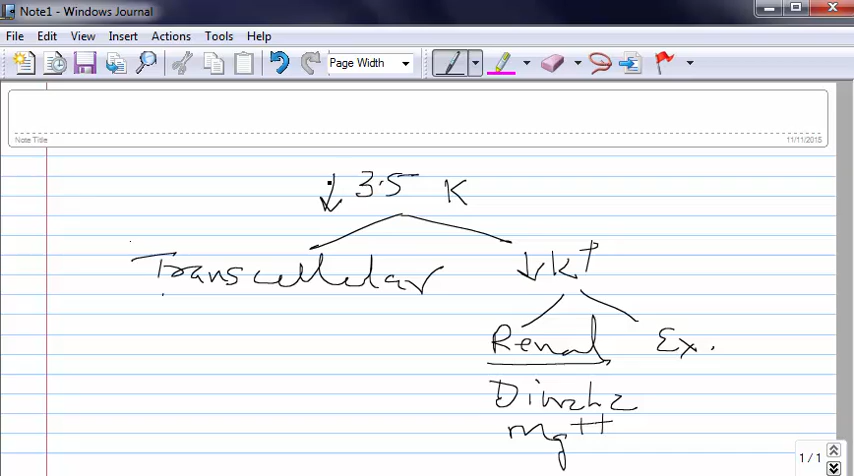 Note1 - Windows Journal
File Edit View Insert Actions Tools Help
Page Width
Note Title
11/11/2015
↓ 3.5 K
Transcellular ↓ K+
Renal Ex.
Mg++
1 / 1